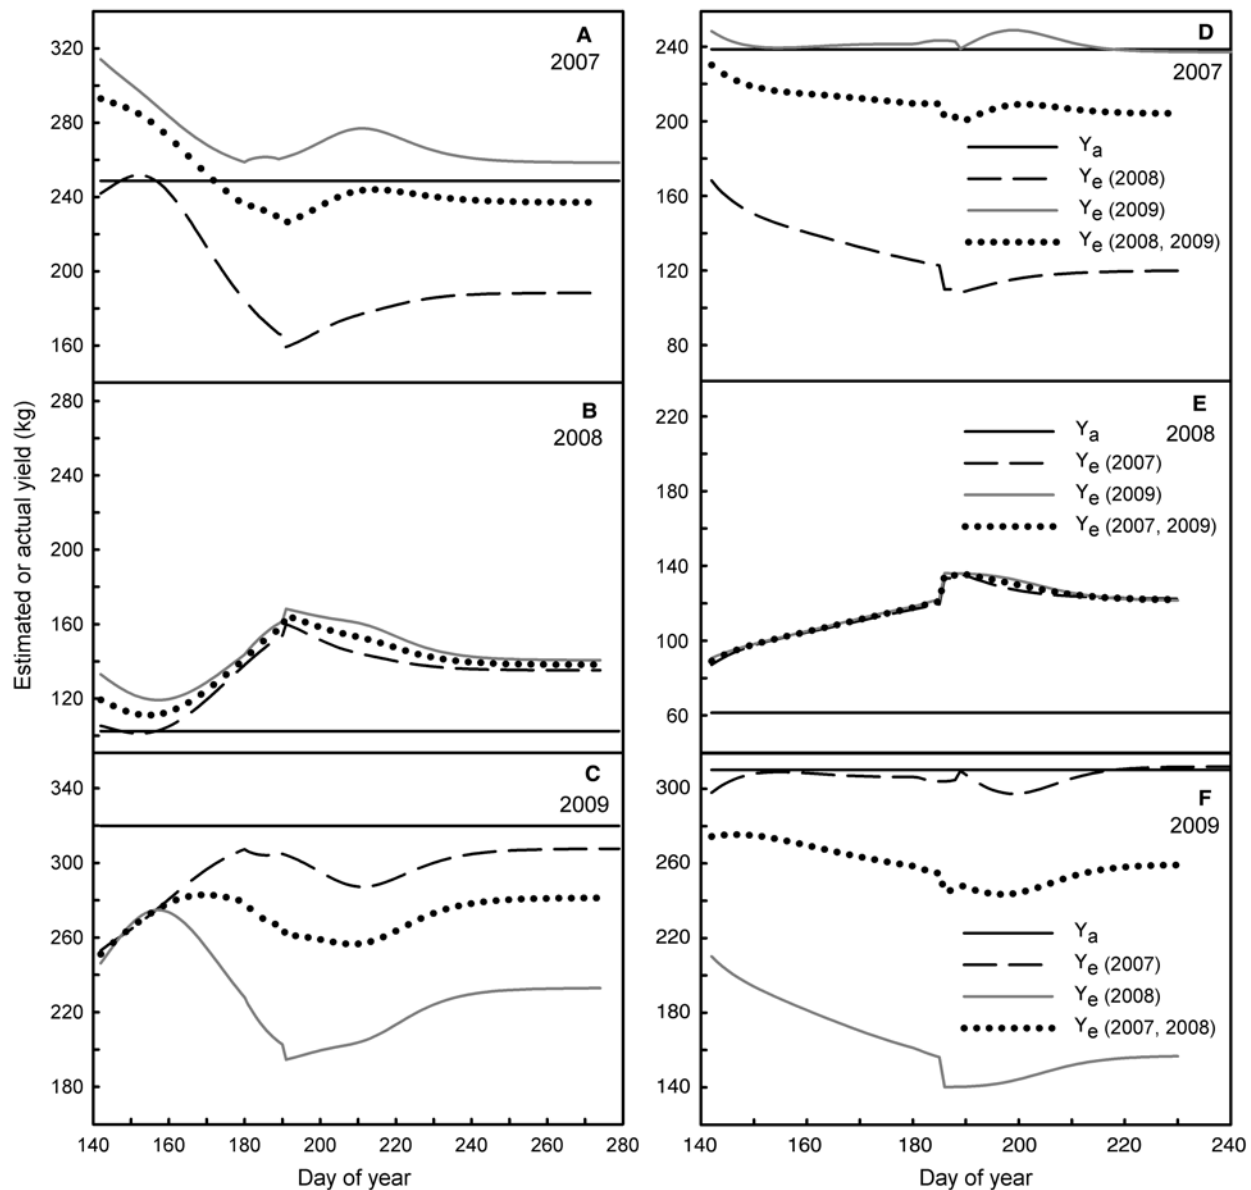 Estimated or actual yield (kg)
A
2007
320
280
240
200
160
B
2008
280
240
200
160
120
C
2009
340
300
260
220
180
140 160 180 200 220 240 260 280
Day of year
D
2007
240
200
160
120
80
Ya
Ye (2008)
Ye (2009)
Ye (2008, 2009)
E
2008
220
180
140
100
60
Ya
Ye (2007)
Ye (2009)
Ye (2007, 2009)
F
2009
300
260
220
180
140
Ya
Ye (2007)
Ye (2008)
Ye (2007, 2008)
140 160 180 200 220 240
Day of year